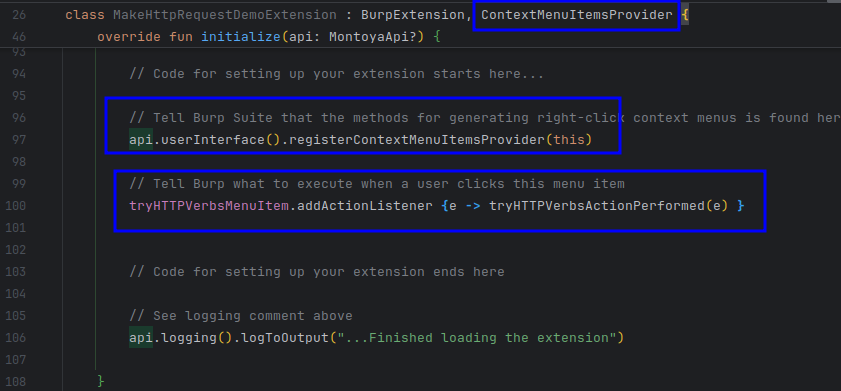 26 class MakeHttpRequestDemoExtension : BurpExtension, ContextMenuItemsProvider {
46 override fun initialize(api: MontoyaApi?) {
93
94 // Code for setting up your extension starts here...
95
96 // Tell Burp Suite that the methods for generating right-click context menus is found her
97 api.userInterface().registerContextMenuItemsProvider(this)
98
99 // Tell Burp what to execute when a user clicks this menu item
100 tryHTTPVerbsMenuItem.addActionListener {e -> tryHTTPVerbsActionPerformed(e) }
101
102
103 // Code for setting up your extension ends here
104
105 // See logging comment above
106 api.logging().logToOutput("...Finished loading the extension")
107
108 }